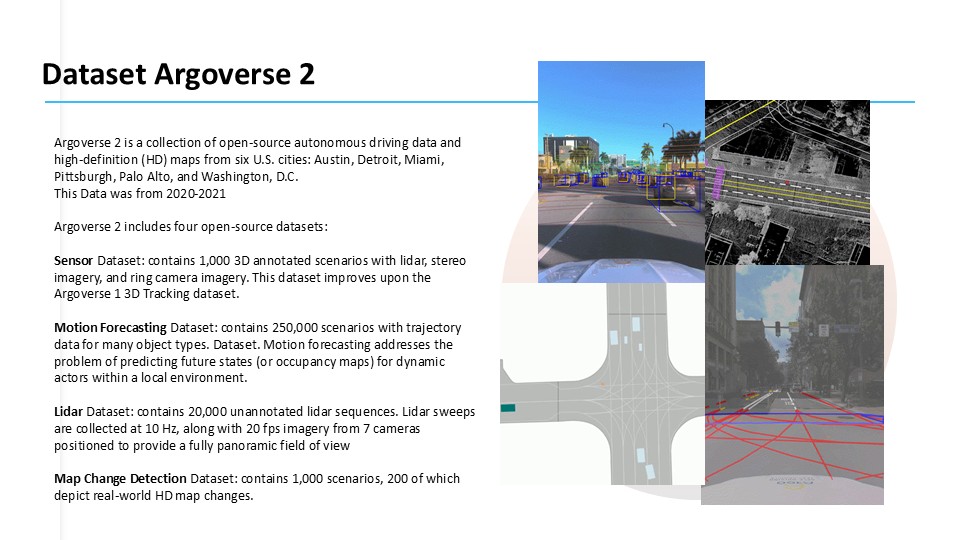 Dataset Argoverse 2
Argoverse 2 is a collection of open-source autonomous driving data and
high-definition (HD) maps from six U.S. cities: Austin, Detroit, Miami,
Pittsburgh, Palo Alto, and Washington, D.C.
This Data was from 2020-2021
Argoverse 2 includes four open-source datasets:
Sensor Dataset: contains 1,000 3D annotated scenarios with lidar, stereo
imagery, and ring camera imagery. This dataset improves upon the
Argoverse 1 3D Tracking dataset.
Motion Forecasting Dataset: contains 250,000 scenarios with trajectory
data for many object types. Dataset. Motion forecasting addresses the
problem of predicting future states (or occupancy maps) for dynamic
actors within a local environment.
Lidar Dataset: contains 20,000 unannotated lidar sequences. Lidar sweeps
are collected at 10 Hz, along with 20 fps imagery from 7 cameras
positioned to provide a fully panoramic field of view
Map Change Detection Dataset: contains 1,000 scenarios, 200 of which
depict real-world HD map changes.